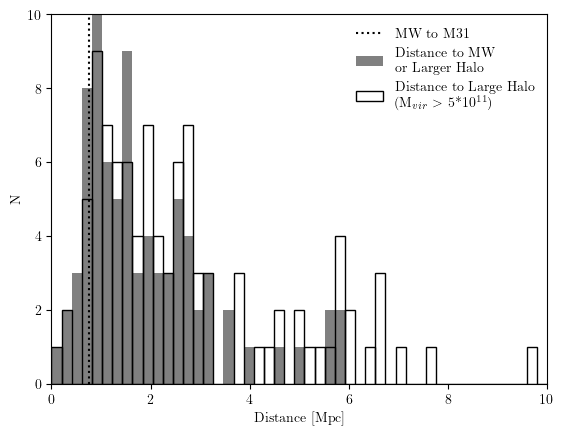 10
8
6
4
2
0
N
0
2
4
6
8
10
Distance [Mpc]
MW to M31
Distance to MW
or Larger Halo
Distance to Large Halo
(M_{vir} > 5*10^{11})